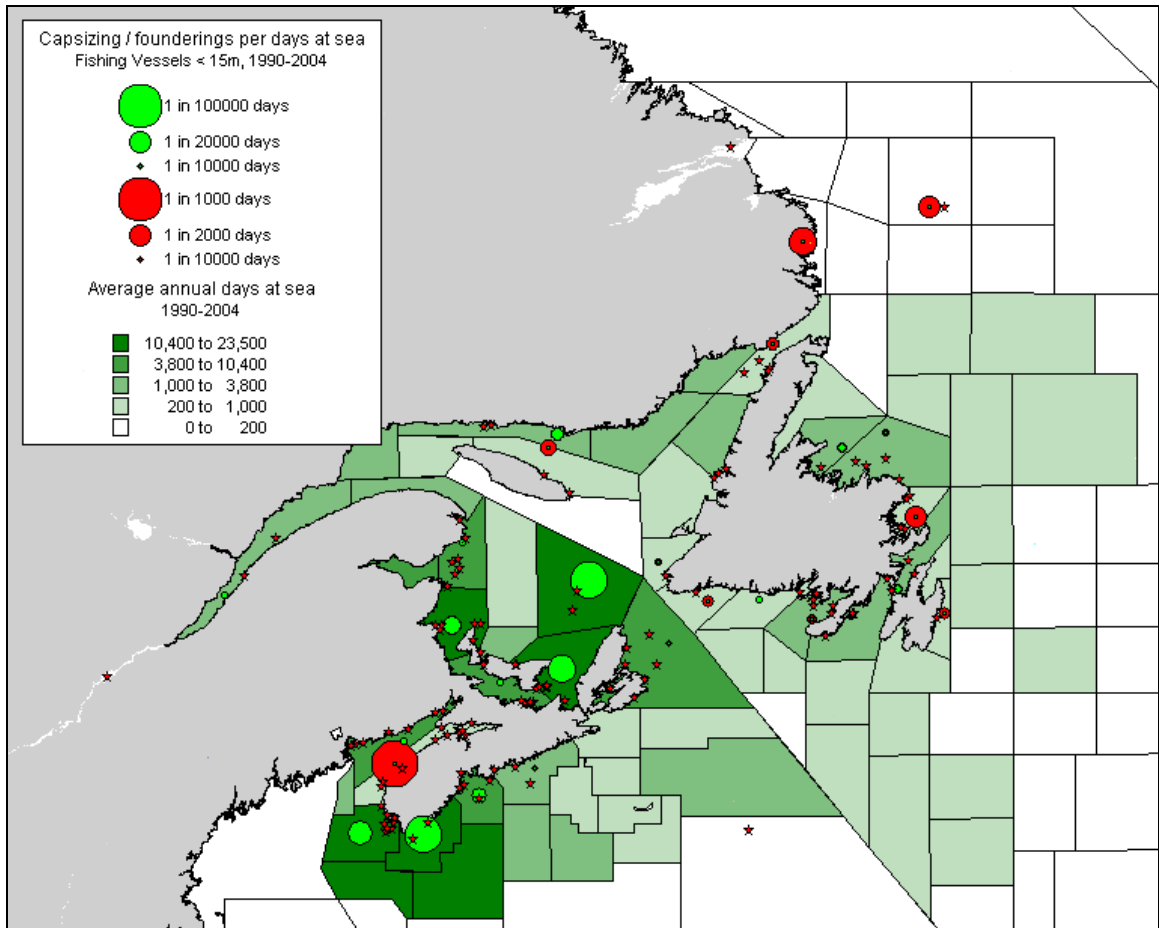 Capsizing / founderings per days at sea
Fishing Vessels < 15m, 1990-2004
1 in 100000 days
1 in 20000 days
1 in 10000 days
1 in 1000 days
1 in 2000 days
1 in 10000 days
Average annual days at sea
1990-2004
10,400 to 23,500
3,800 to 10,400
1,000 to 3,800
200 to 1,000
0 to 200